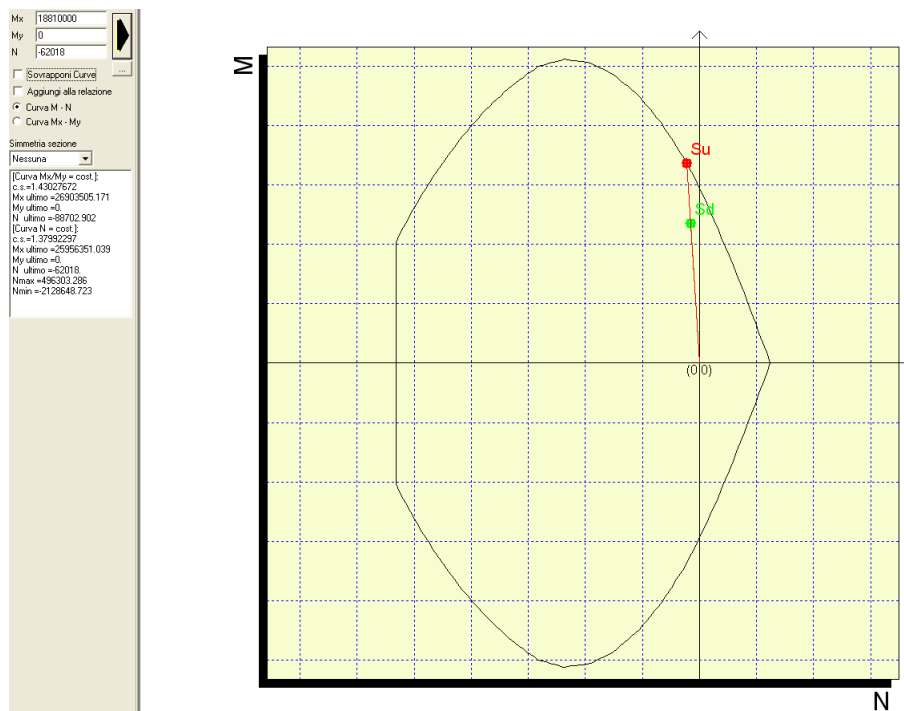 Mx 18810000
My 0
N -62018
...
Sovrapponi Curve
Aggiungi alla relazione
Curva M - N
Curva Mx - My
Simmetria sezione
Nessuna
[Curva Mx/My = cost.]:
c.s.=1.43027672
Mx ultimo =26903505.171
My ultimo =0.
N ultimo =-88702.902
[Curva N = cost.]:
c.s.=1.37992297
Mx ultimo =25956351.039
My ultimo =0.
N ultimo =-62018.
Nmax =496303.286
Nmin =-2128648.723
M
Su
Sd
(0.0)
N